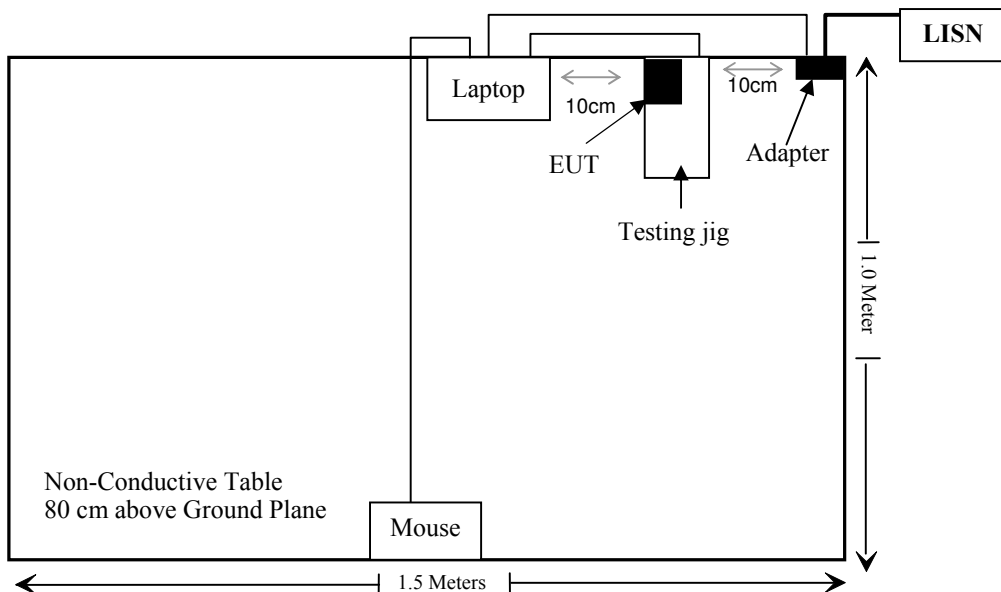 LISN
Laptop
10cm
10cm
EUT
Adapter
Testing jig
1.0 Meter
Non-Conductive Table
80 cm above Ground Plane
Mouse
1.5 Meters